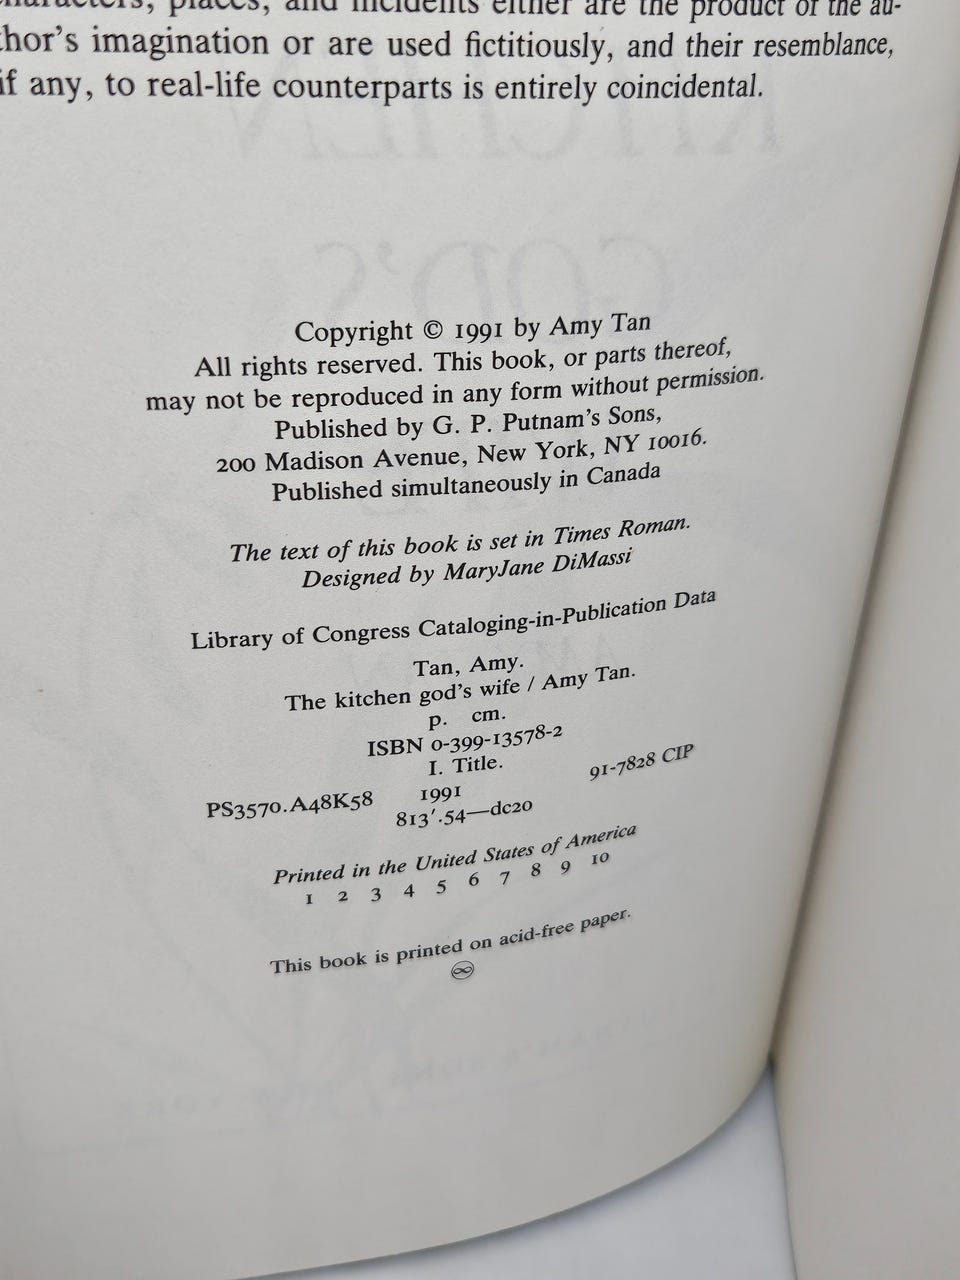 characters, places, and incidents either are the product of the au-
thor's imagination or are used fictitiously, and their resemblance,
if any, to real-life counterparts is entirely coincidental.
Copyright © 1991 by Amy Tan
All rights reserved. This book, or parts thereof,
may not be reproduced in any form without permission.
Published by G. P. Putnam's Sons,
200 Madison Avenue, New York, NY 10016.
Published simultaneously in Canada
The text of this book is set in Times Roman.
Designed by MaryJane DiMassi
Library of Congress Cataloging-in-Publication Data
Tan, Amy.
The kitchen god's wife / Amy Tan.
p. cm.
ISBN 0-399-13578-2
I. Title.
PS3570.A48K58 1991 91-7828 CIP
813'.54—dc20
Printed in the United States of America
1 2 3 4 5 6 7 8 9 10
This book is printed on acid-free paper.
♾
KITCHEN
GOD'S